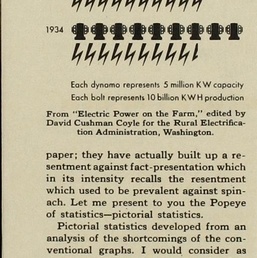 1934
Each dynamo represents 5 million KW capacity
Each bolt represents 10 billion KWH production
From "Electric Power on the Farm," edited by
David Cushman Coyle for the Rural Electrifica-
tion Administration, Washington.
paper; they have actually built up a re-
sentment against fact-presentation which
in its intensity recalls the resentment
which used to be prevalent against spin-
ach. Let me present to you the Popeye
of statistics—pictorial statistics.
Pictorial statistics developed from an
analysis of the shortcomings of the con-
ventional graphs. I would consider as